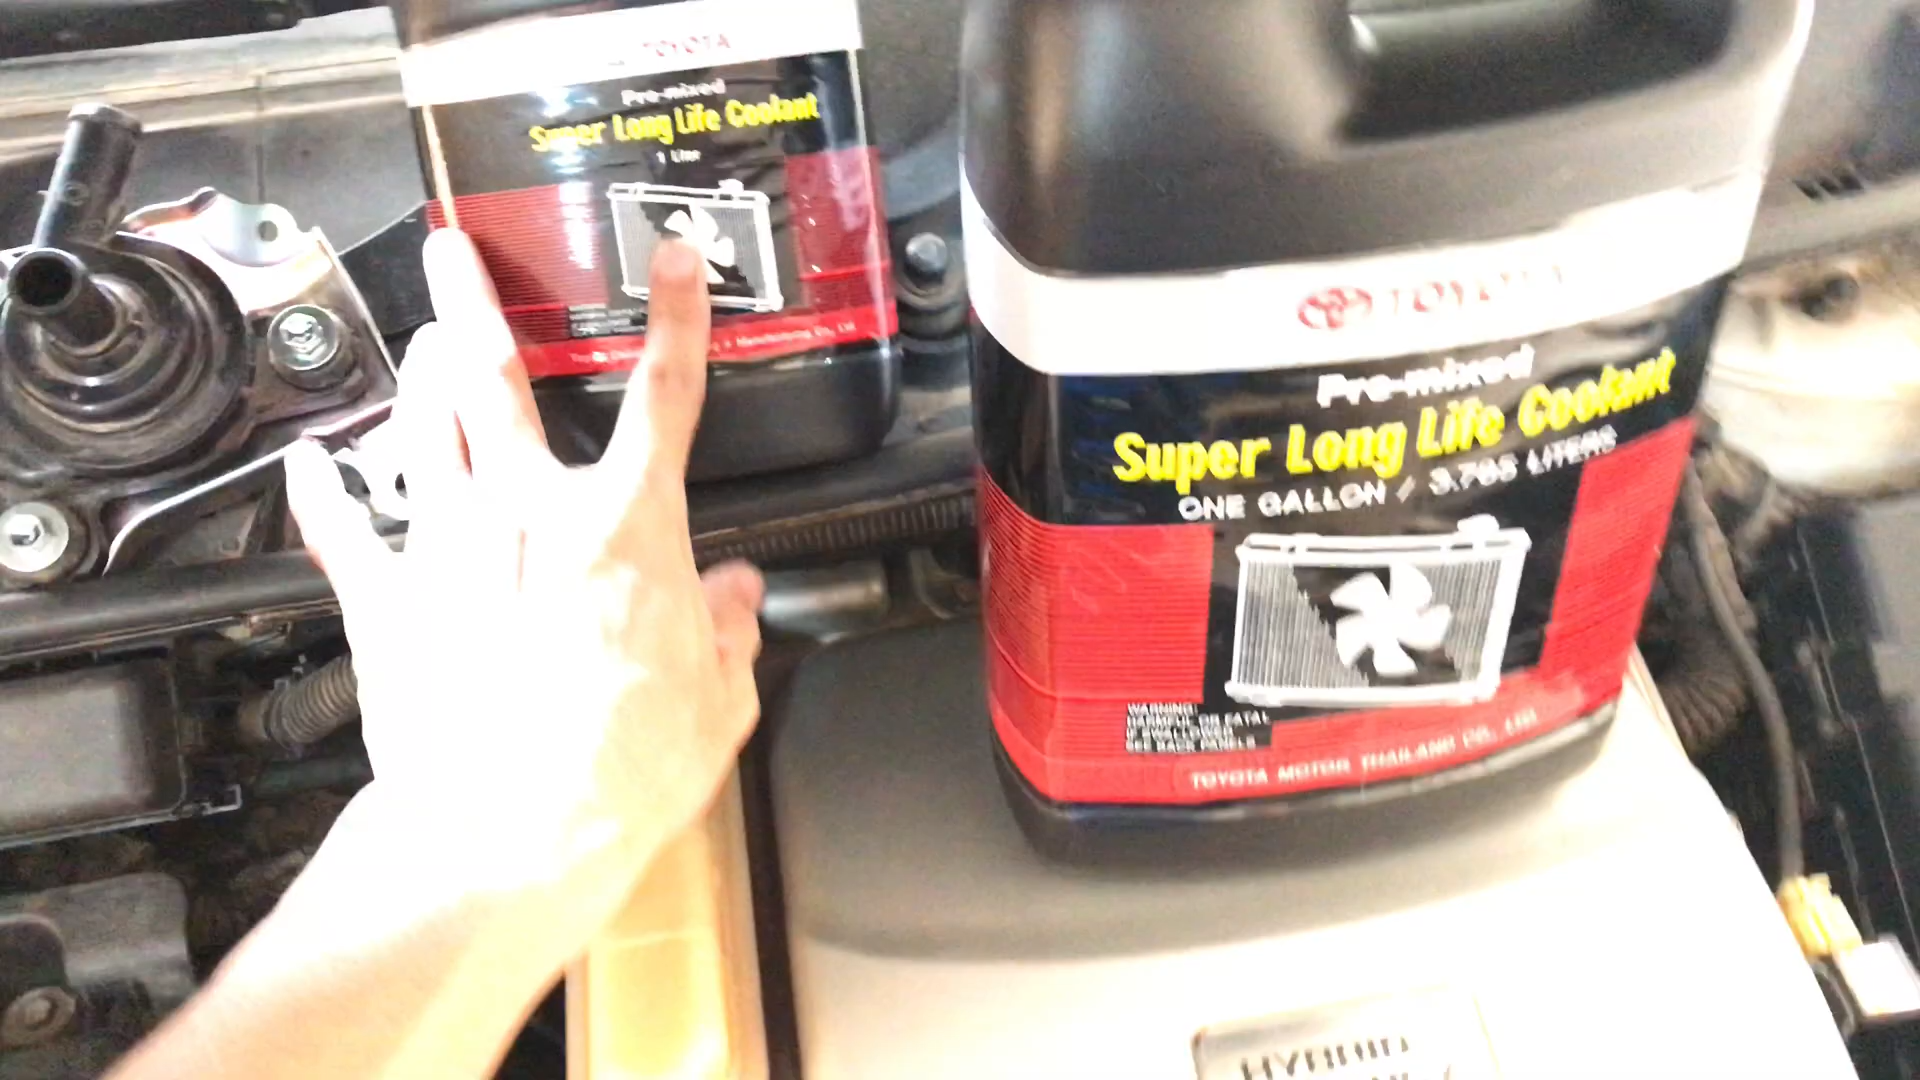 TOYOTA
Pre-mixed
Super Long Life Coolant
1 Liter
TOYOTA
Pre-mixed
Super Long Life Coolant
ONE GALLON / 3.785 LITERS
WARNING:
HARMFUL OR FATAL
IF SWALLOWED
SEE BACK PANELS
TOYOTA MOTOR THAILAND CO., LTD.
HYBRID